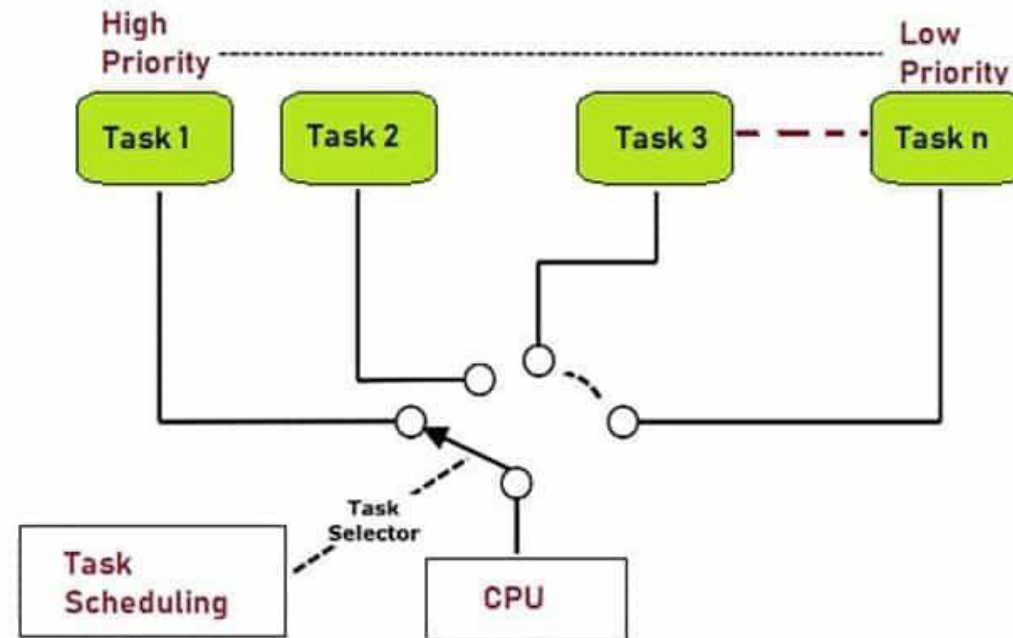 High
Priority
Low
Priority
Task 1
Task 2
Task 3
Task n
Task
Selector
Task
Scheduling
CPU